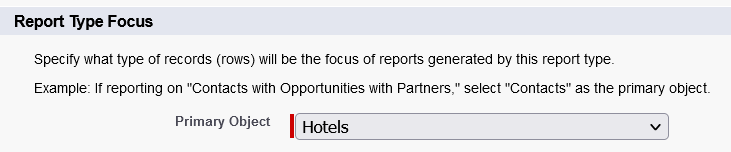 Report Type Focus
Specify what type of records (rows) will be the focus of reports generated by this report type.
Example: If reporting on "Contacts with Opportunities with Partners," select "Contacts" as the primary object.
Primary Object Hotels